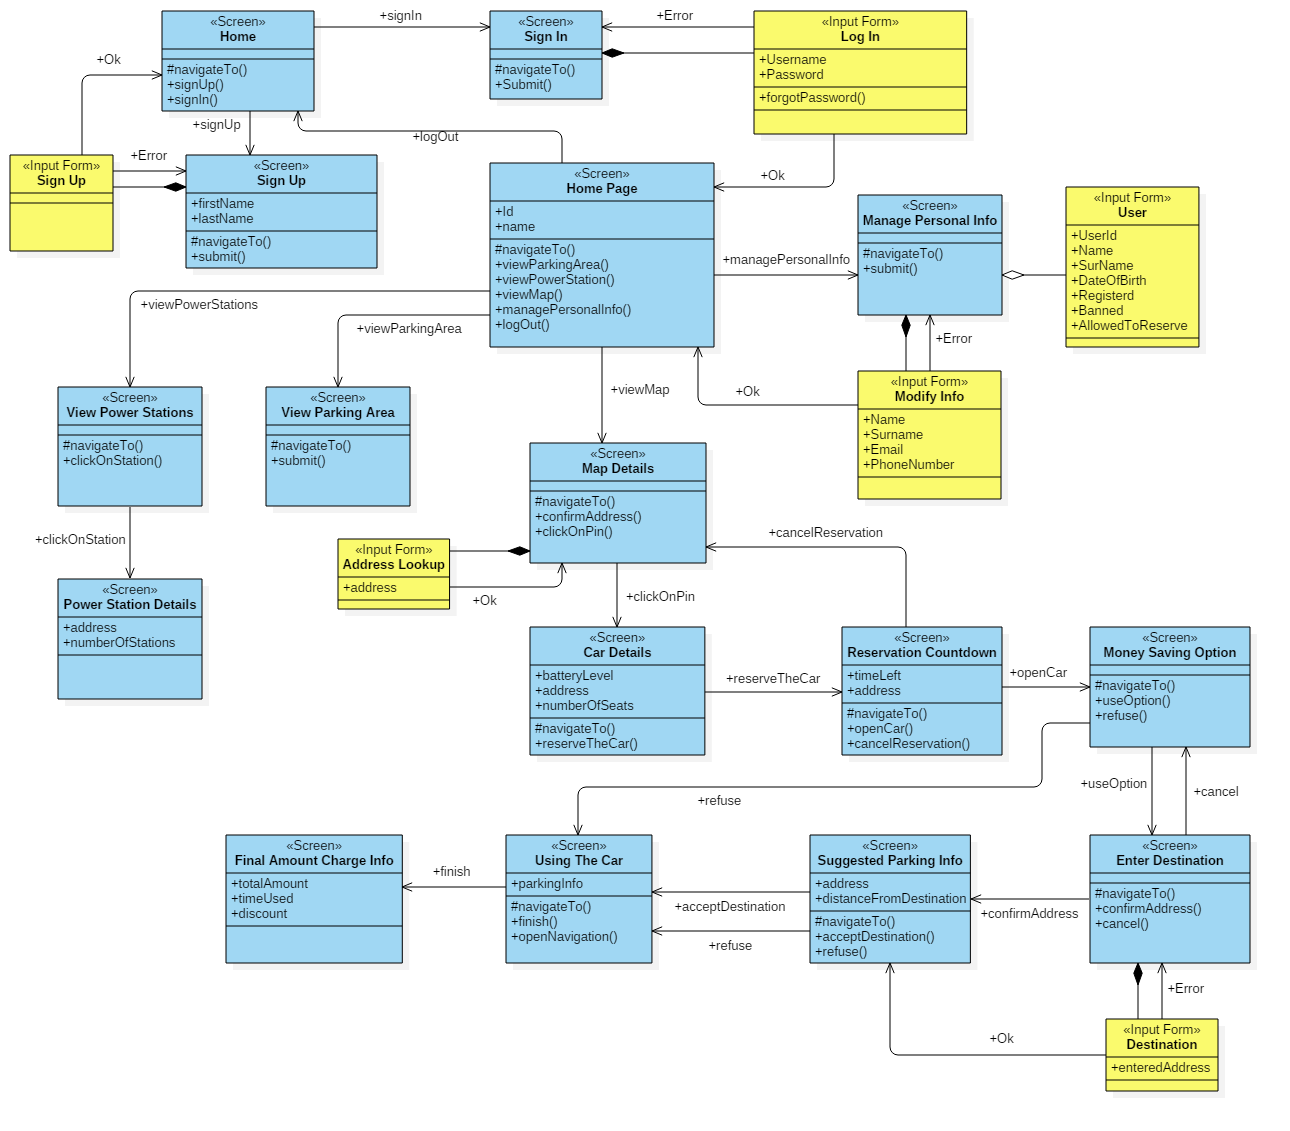 «Screen»
Home
#navigateTo()
+signUp()
+signIn()
+signIn
«Screen»
Sign In
#navigateTo()
+Submit()
+Error
«Input Form»
Log In
+Username
+Password
+forgotPassword()
+Ok
+signUp
+logOut
+Ok
«Input Form»
Sign Up
+Error
«Screen»
Sign Up
+firstName
+lastName
#navigateTo()
+submit()
«Screen»
Home Page
+Id
+name
#navigateTo()
+viewParkingArea()
+viewPowerStation()
+viewMap()
+managePersonalInfo()
+logOut()
+managePersonalInfo
«Screen»
Manage Personal Info
#navigateTo()
+submit()
«Input Form»
User
+UserId
+Name
+SurName
+DateOfBirth
+Registerd
+Banned
+AllowedToReserve
+viewPowerStations
+viewParkingArea
+viewMap
+Ok
+Error
«Input Form»
Modify Info
+Name
+Surname
+Email
+PhoneNumber
«Screen»
View Power Stations
#navigateTo()
+clickOnStation()
«Screen»
View Parking Area
#navigateTo()
+submit()
«Screen»
Map Details
#navigateTo()
+confirmAddress()
+clickOnPin()
+clickOnStation
«Input Form»
Address Lookup
+address
+Ok
+cancelReservation
+clickOnPin
«Screen»
Power Station Details
+address
+numberOfStations
«Screen»
Car Details
+batteryLevel
+address
+numberOfSeats
#navigateTo()
+reserveTheCar()
+reserveTheCar
«Screen»
Reservation Countdown
+timeLeft
+address
#navigateTo()
+openCar()
+cancelReservation()
+openCar
«Screen»
Money Saving Option
#navigateTo()
+useOption()
+refuse()
+refuse
+useOption
+cancel
«Screen»
Final Amount Charge Info
+totalAmount
+timeUsed
+discount
+finish
«Screen»
Using The Car
+parkingInfo
#navigateTo()
+finish()
+openNavigation()
+acceptDestination
+refuse
«Screen»
Suggested Parking Info
+address
+distanceFromDestination
#navigateTo()
+acceptDestination()
+refuse()
+confirmAddress
«Screen»
Enter Destination
#navigateTo()
+confirmAddress()
+cancel()
+Error
+Ok
«Input Form»
Destination
+enteredAddress